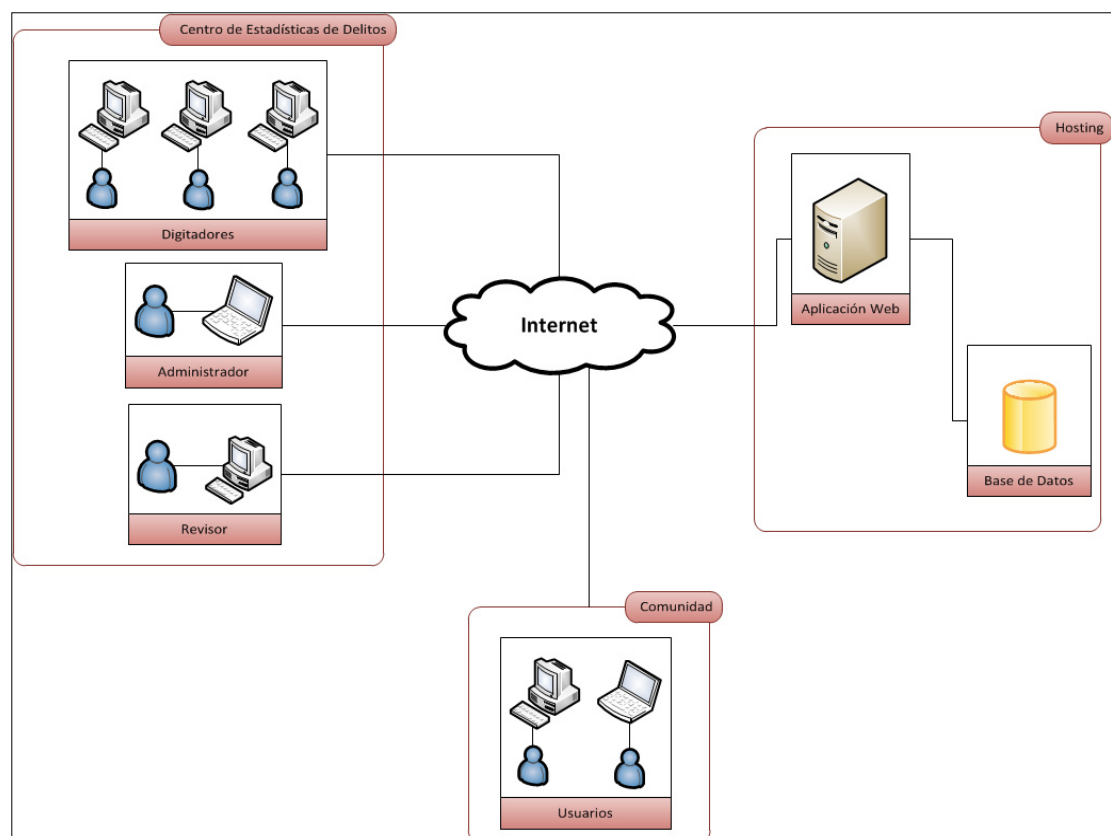 Centro de Estadísticas de Delitos
Digitadores
Administrador
Revisor
Internet
Hosting
Aplicación Web
Base de Datos
Comunidad
Usuarios